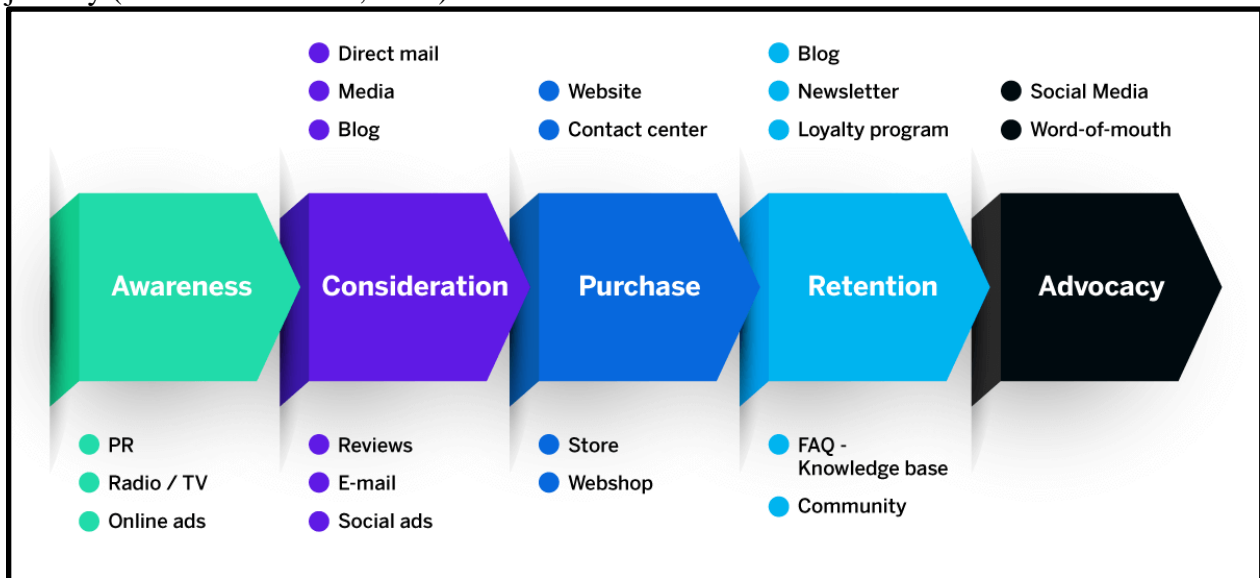 Direct mail
Media
Blog
Website
Contact center
Blog
Newsletter
Loyalty program
Social Media
Word-of-mouth
Awareness
Consideration
Purchase
Retention
Advocacy
PR
Radio / TV
Online ads
Reviews
E-mail
Social ads
Store
Webshop
FAQ -
Knowledge base
Community